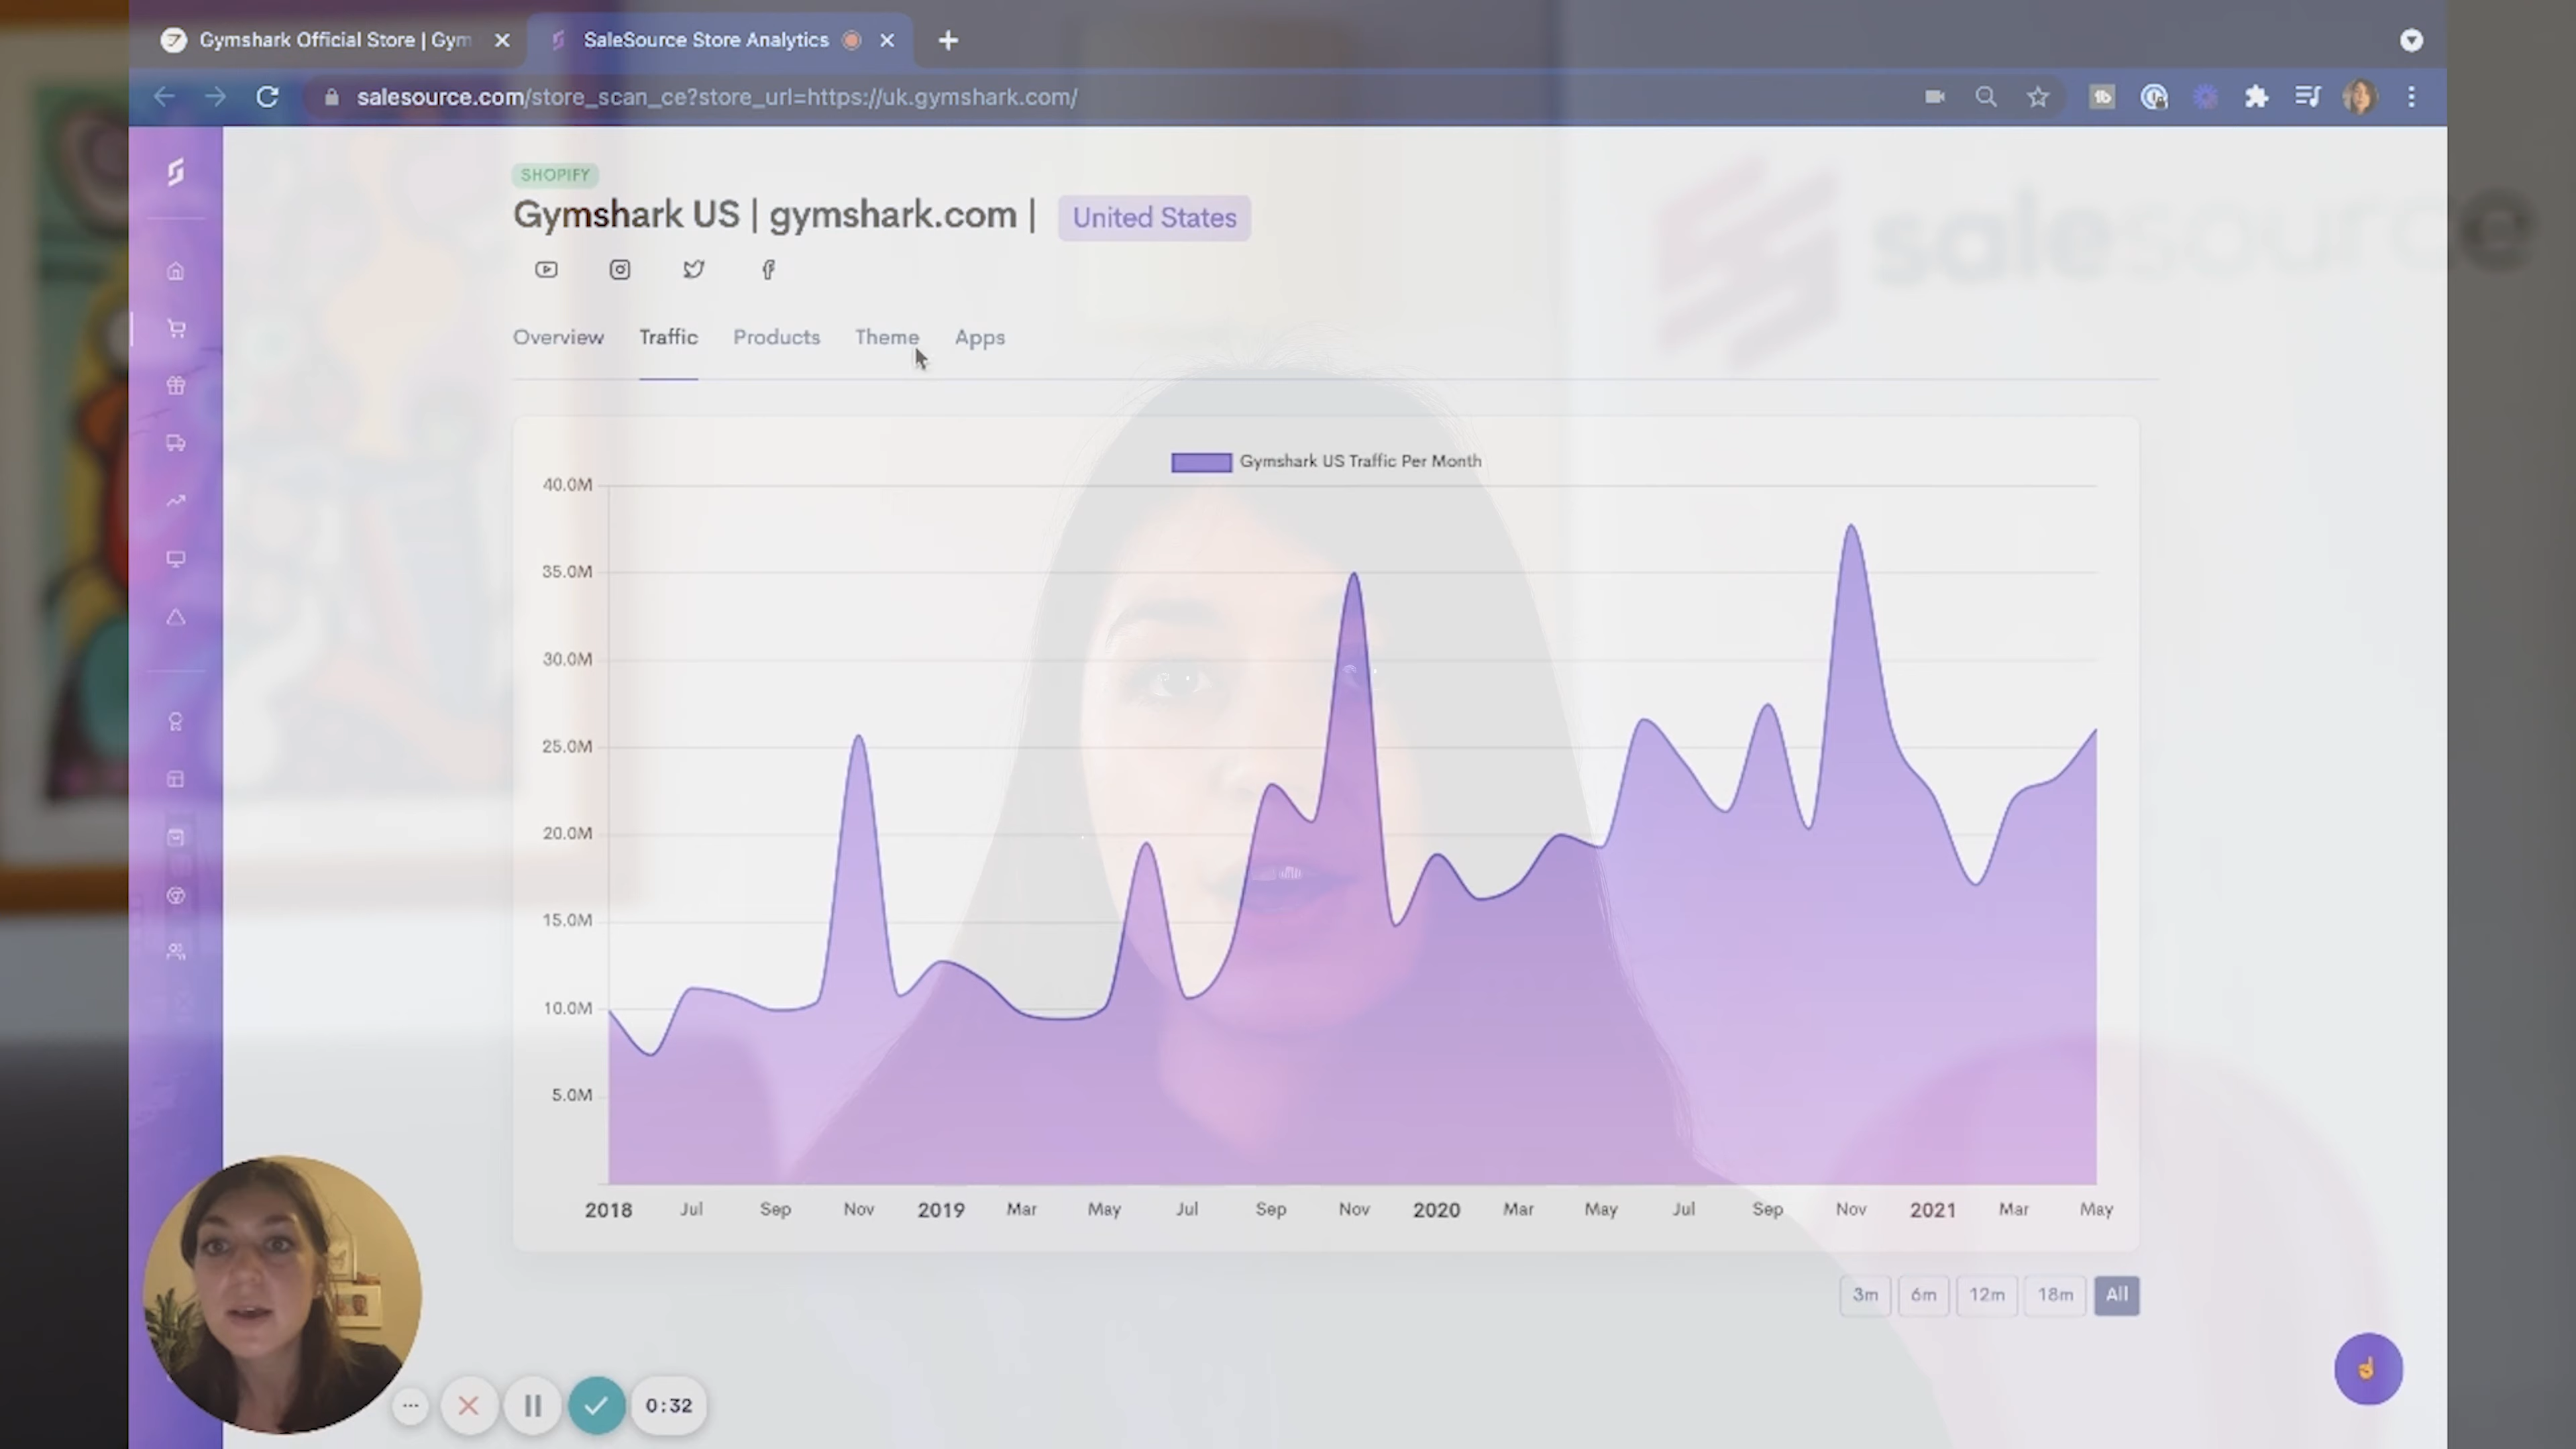 Gymshark Official Store | Gym
SaleSource Store Analytics
salesource.com/store_scan_ce?store_url=https://uk.gymshark.com/
SHOPIFY
Gymshark US | gymshark.com | United States
salesource
Overview Traffic Products Theme Apps
Gymshark US Traffic Per Month
40.0M
35.0M
30.0M
25.0M
20.0M
15.0M
10.0M
5.0M
2018 Jul Sep Nov 2019 Mar May Jul Sep Nov 2020 Mar May Jul Sep Nov 2021 Mar May
3m 6m 12m 18m All
0:32